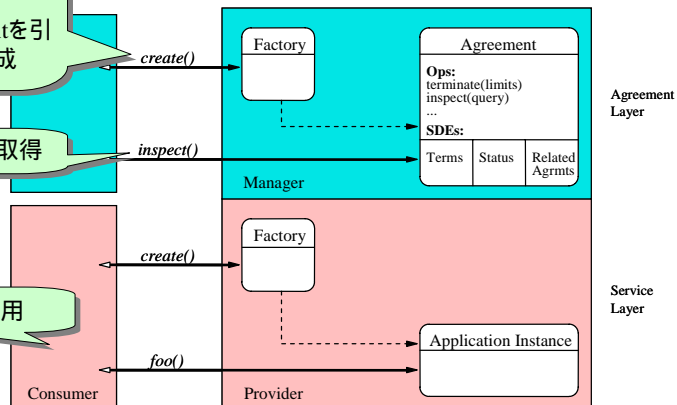 tを引
成
create()
Factory
Agreement
Ops:
terminate(limits)
inspect(query)
...
SDEs:
Terms
Status
Related
Agrmts
Agreement
Layer
取得
inspect()
Manager
create()
Factory
Service
Layer
用
Application Instance
foo()
Consumer
Provider